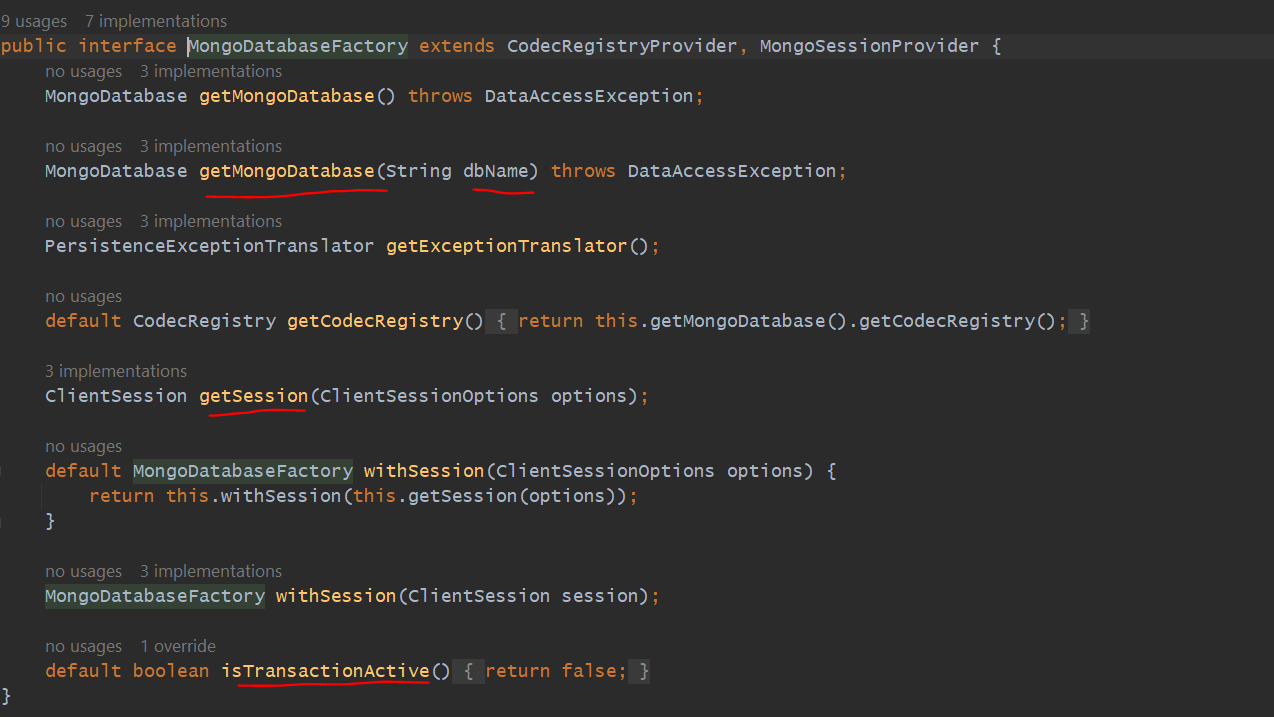 9 usages   7 implementations
public interface MongoDatabaseFactory extends CodecRegistryProvider, MongoSessionProvider {
no usages   3 implementations
MongoDatabase getMongoDatabase() throws DataAccessException;
no usages   3 implementations
MongoDatabase getMongoDatabase(String dbName) throws DataAccessException;
no usages   3 implementations
PersistenceExceptionTranslator getExceptionTranslator();
no usages
default CodecRegistry getCodecRegistry() { return this.getMongoDatabase().getCodecRegistry(); }
3 implementations
ClientSession getSession(ClientSessionOptions options);
no usages
default MongoDatabaseFactory withSession(ClientSessionOptions options) {
return this.withSession(this.getSession(options));
}
no usages   3 implementations
MongoDatabaseFactory withSession(ClientSession session);
no usages   1 override
default boolean isTransactionActive() { return false; }
}